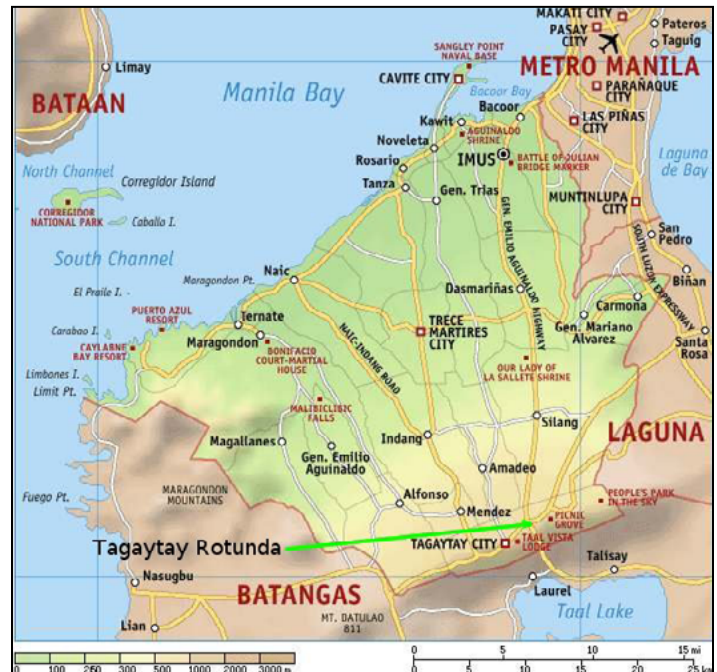 MAKATI CITY
PASAY
CITY
Pateros
Taguig
SANGLEY POINT
NAVAL BASE
Limay
CAVITE CITY
METRO MANILA
BATAAN
Manila Bay
Bacoor Bay
PARAÑAQUE
CITY
Bacoor
Kawit
LAS PIÑAS
CITY
AGUINALDO
SHRINE
Noveleta
IMUS
BATTLE OF JULIAN
BRIDGE MARKER
Laguna
de Bay
Rosario
North Channel
Corregidor Island
Tanza
Gen. Trias
MUNTINLUPA
CITY
CORREGIDOR
NATIONAL PARK
Caballa I.
GEN. EMILIO AGUINALDO HIGHWAY
SOUTH LUZON EXPRESSWAY
San
Pedro
South Channel
Maragondon Pt.
Naic
Dasmariñas
Biñan
El Praile I.
Carmona
PUERTO AZUL
RESORT
Ternate
Gen. Mariano
Alvarez
Carabao I.
Maragondon
TRECE
MARTIRES
CITY
Santa
Rosa
CAYLABNE
BAY RESORT
BONIFACIO
COURT-MARTIAL
HOUSE
NAIC-INDANG ROAD
OUR LADY OF
LA SALLETE SHRINE
Limbones I.
Limit Pt.
MALIBICLIBIC
FALLS
Silang
LAGUNA
Magallanes
Indang
Gen. Emilio
Aguinaldo
Amadeo
MARAGONDON
MOUNTAINS
Fuego Pt.
Alfonso
Mendez
PEOPLE'S PARK
IN THE SKY
PICNIC
GROVE
Tagaytay Rotunda
TAGAYTAY CITY
TAAL VISTA
LODGE
Talisay
Nasugbu
BATANGAS
Laurel
Taal Lake
MT. DATULAO
811
Lian
0 5 10 15 mi
0 100 250 300 500 1000 2000 3000 m
0 5 10 15 20 25 km